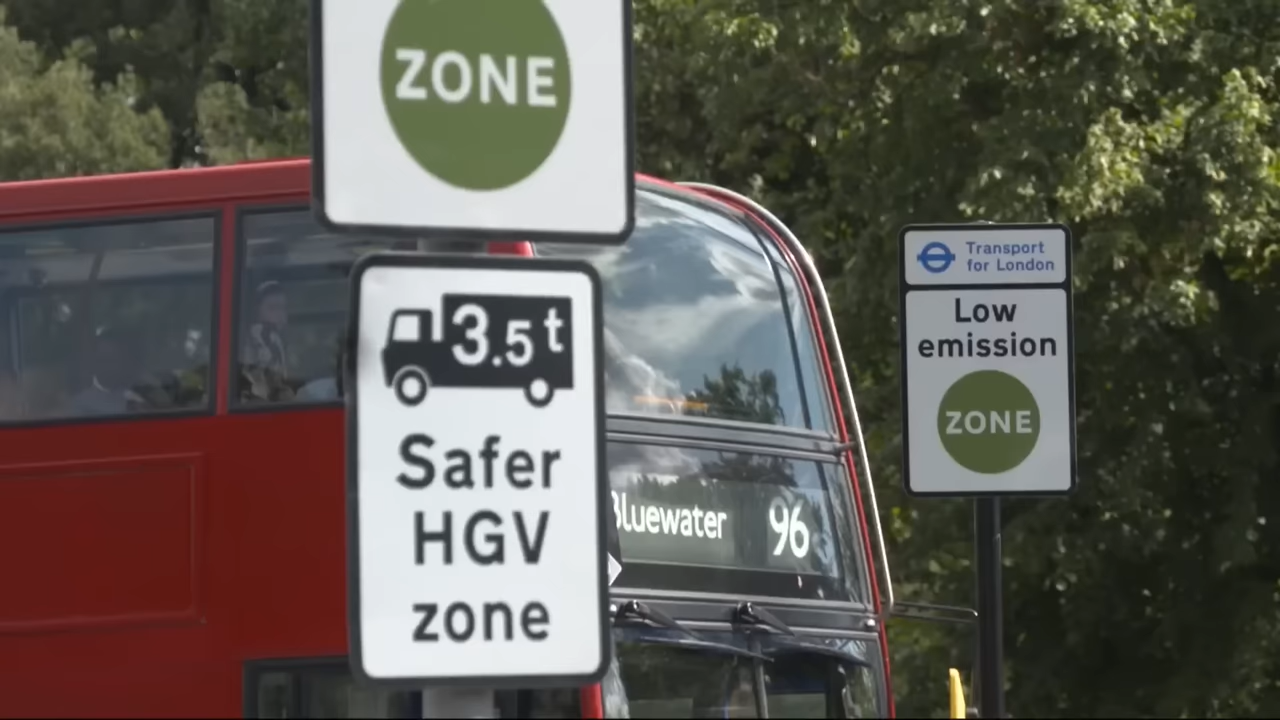 ZONE
3.5t
Safer
HGV
zone
Bluewater 96
Transport
for London
Low
emission
ZONE